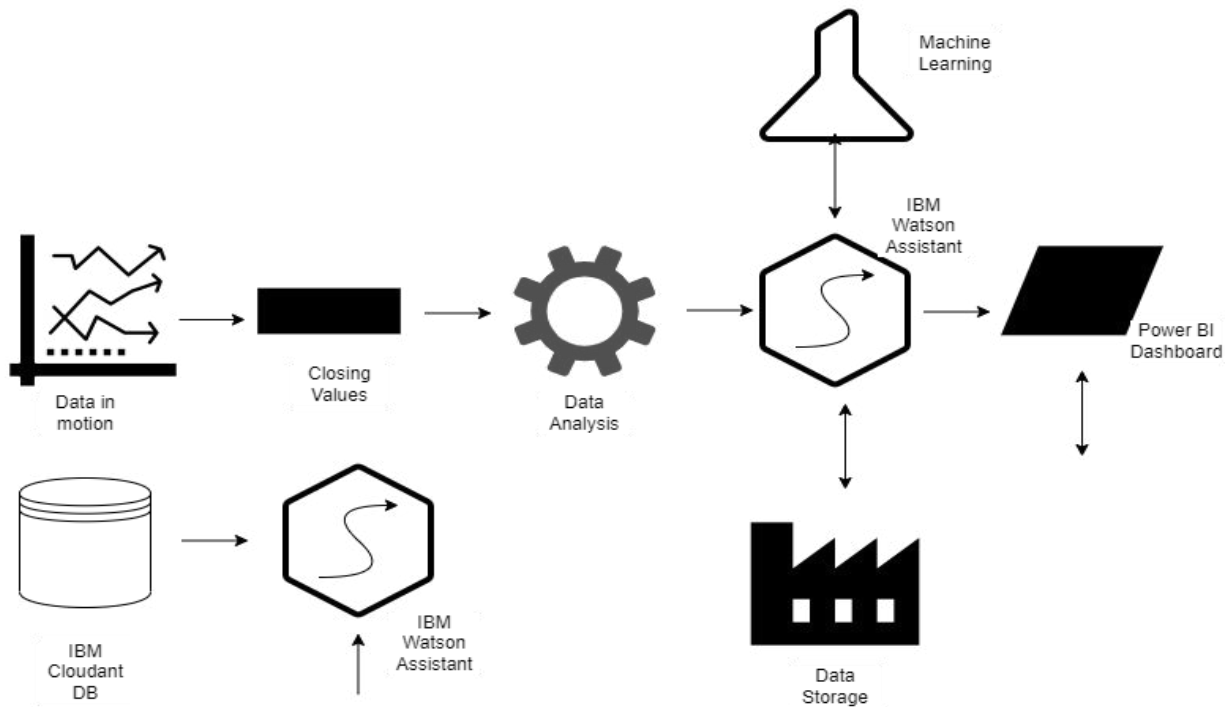 Machine
Learning
IBM
Watson
Assistant
Power BI
Dashboard
Data in
motion
Closing
Values
Data
Analysis
IBM
Cloudant
DB
IBM
Watson
Assistant
Data
Storage